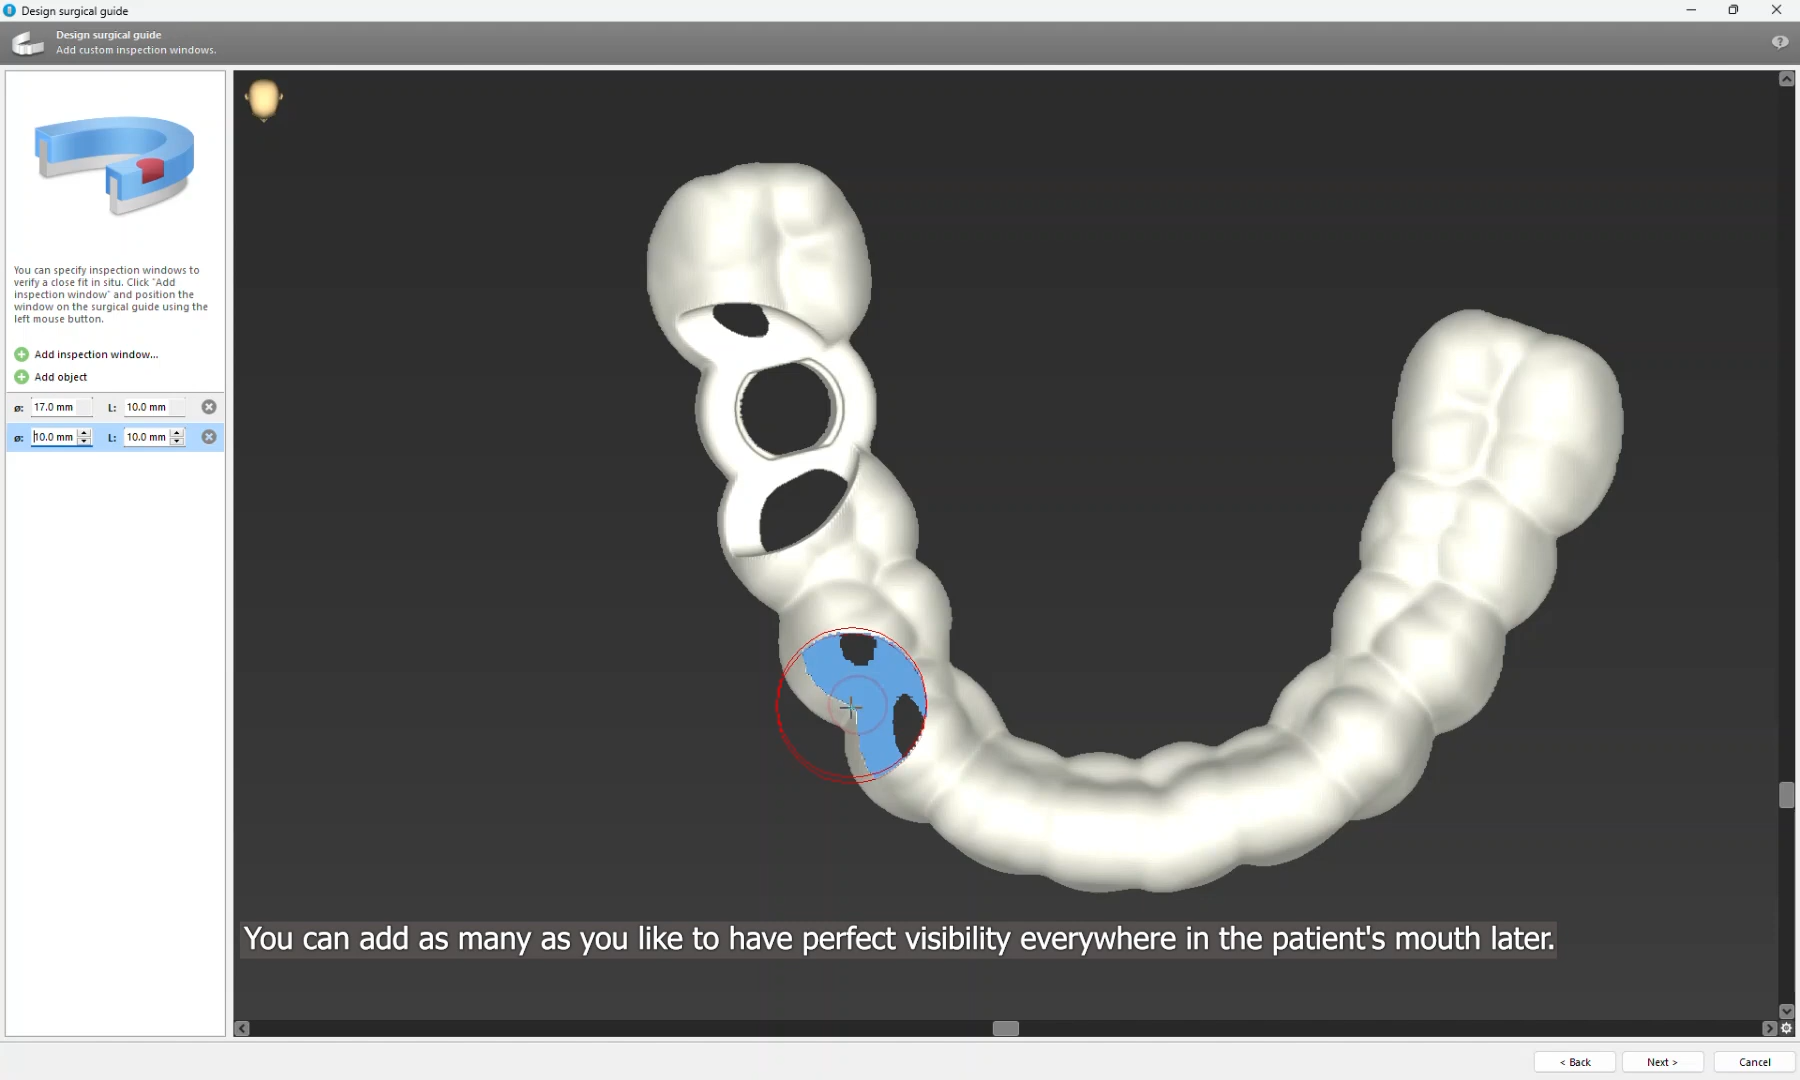 Design surgical guide
Design surgical guide
Add custom inspection windows.
You can specify inspection windows to
verify a close fit in situ. Click "Add
inspection window" and position the
window on the surgical guide using the
left mouse button.
Add inspection window...
Add object
ø: 17.0 mm L: 10.0 mm
ø: 10.0 mm L: 10.0 mm
You can add as many as you like to have perfect visibility everywhere in the patient's mouth later.
< Back Next > Cancel